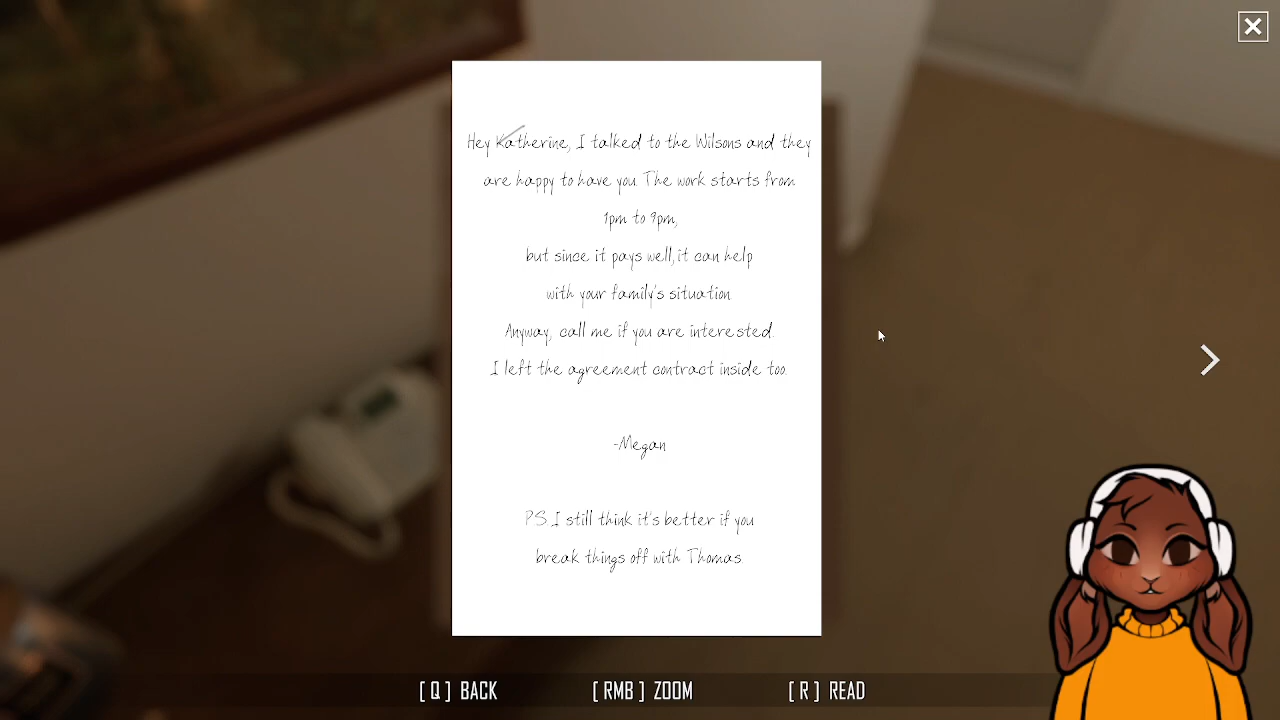 Hey Katherine, I talked to the Wilsons and they
are happy to have you. The work starts from
1pm to 9pm,
but since it pays well, it can help
with your family's situation.
Anyway, call me if you are interested.
I left the agreement contract inside too.
-Megan
P.S. I still think it's better if you
break things off with Thomas.
[ Q ] BACK
[ RMB ] ZOOM
[ R ] READ